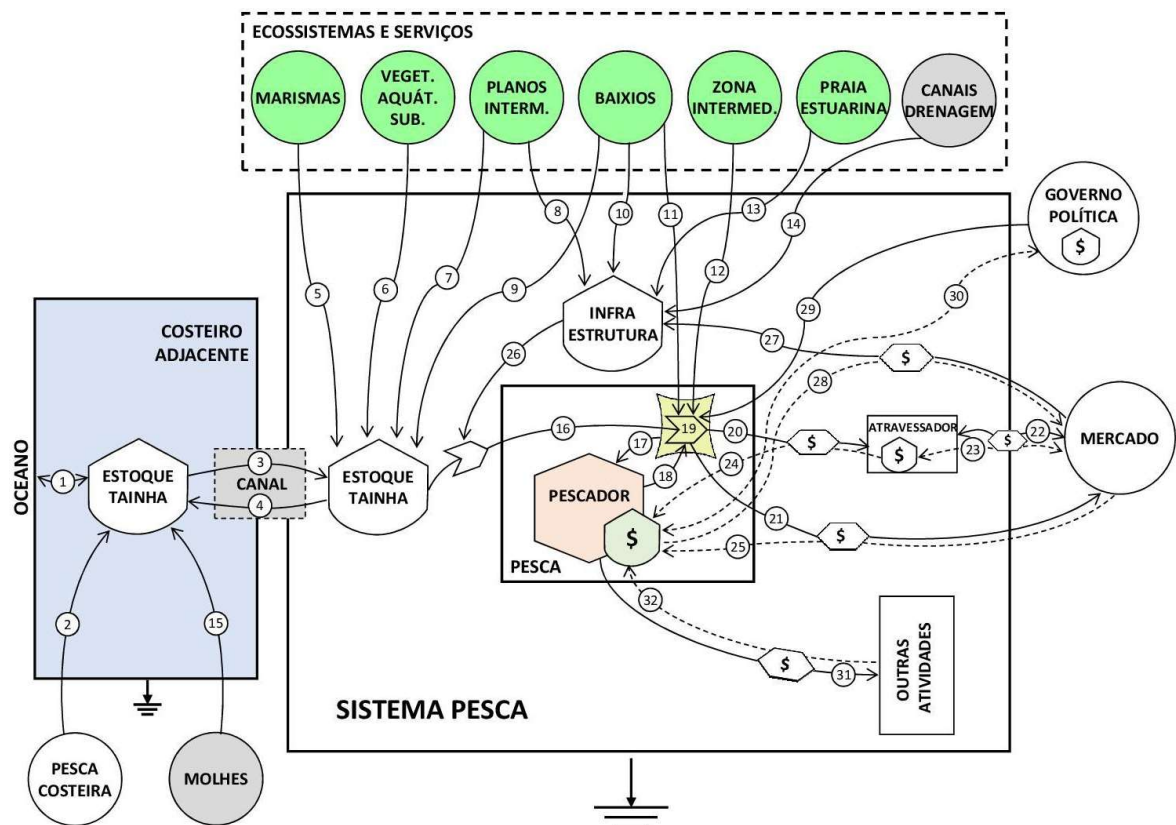 ECOSSISTEMAS E SERVIÇOS
MARISMAS
VEGET.
AQUÁT.
SUB.
PLANOS
INTERM.
BAIXIOS
ZONA
INTERMED.
PRAIA
ESTUARINA
CANAIS
DRENAGEM
GOVERNO
POLÍTICA
$
8
10
11
13
14
5
6
7
9
12
29
30
INFRA
ESTRUTURA
COSTEIRO
ADJACENTE
26
27
$
28
OCEANO
1
ESTOQUE
TAINHA
3
CANAL
4
ESTOQUE
TAINHA
16
17
18
19
20
$
ATRAVESSADOR
$
23
$
22
MERCADO
24
PESCADOR
$
PESCA
21
$
25
2
15
32
31
$
OUTRAS
ATIVIDADES
SISTEMA PESCA
PESCA
COSTEIRA
MOLHES